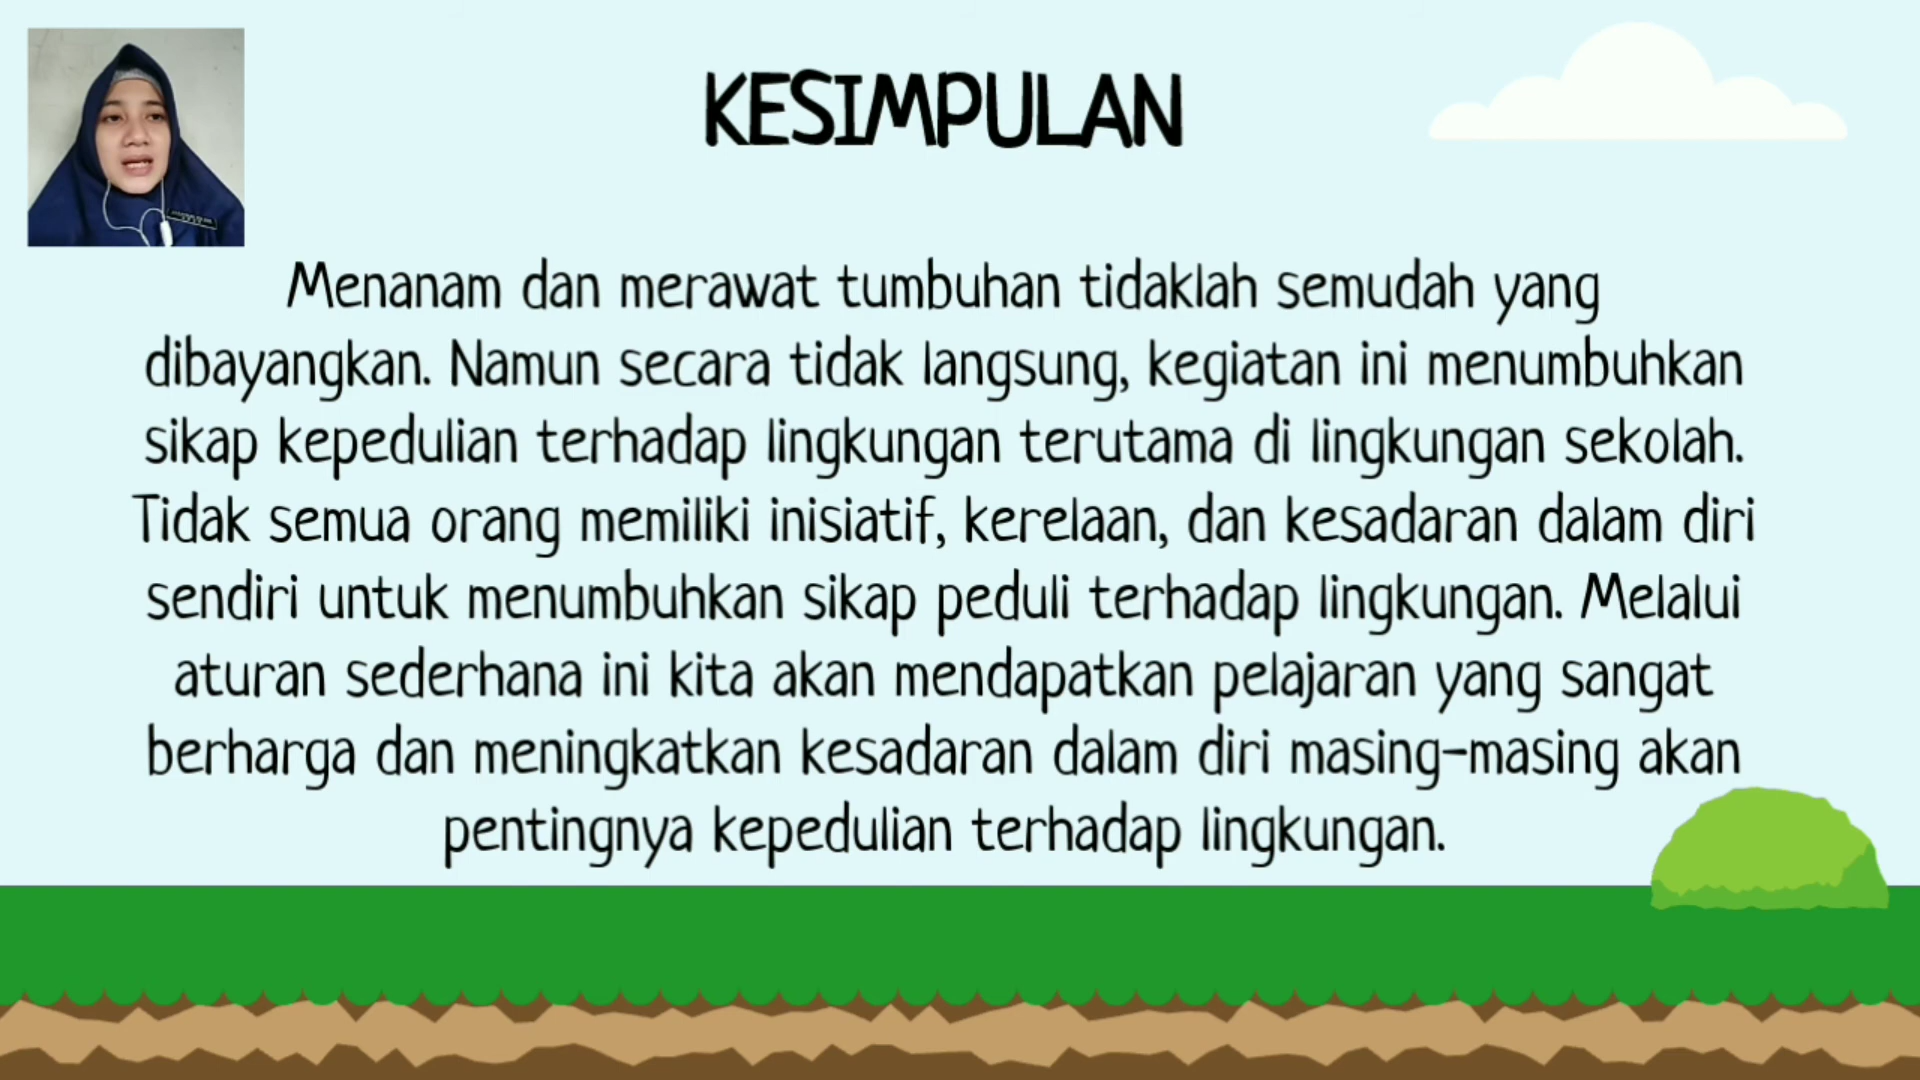 KESIMPULAN
Menanam dan merawat tumbuhan tidaklah semudah yang
dibayangkan. Namun secara tidak langsung, kegiatan ini menumbuhkan
sikap kepedulian terhadap lingkungan terutama di lingkungan sekolah.
Tidak semua orang memiliki inisiatif, kerelaan, dan kesadaran dalam diri
sendiri untuk menumbuhkan sikap peduli terhadap lingkungan. Melalui
aturan sederhana ini kita akan mendapatkan pelajaran yang sangat
berharga dan meningkatkan kesadaran dalam diri masing-masing akan
pentingnya kepedulian terhadap lingkungan.